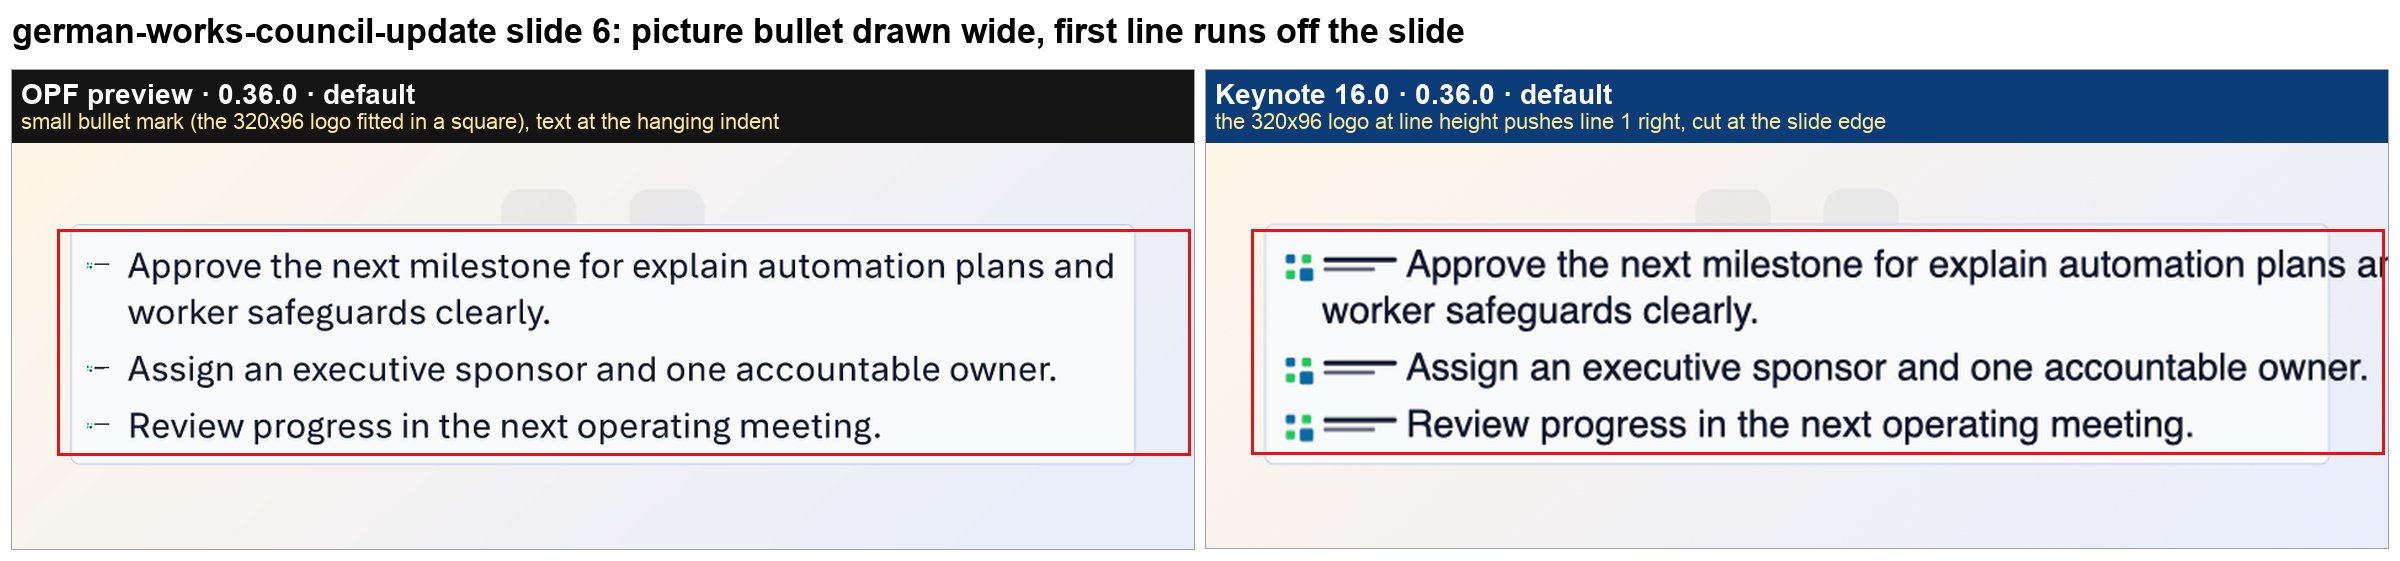 german-works-council-update slide 6: picture bullet drawn wide, first line runs off the slide
OPF preview · 0.36.0 · default
small bullet mark (the 320x96 logo fitted in a square), text at the hanging indent
Approve the next milestone for explain automation plans and
worker safeguards clearly.
Assign an executive sponsor and one accountable owner.
Review progress in the next operating meeting.
Keynote 16.0 · 0.36.0 · default
the 320x96 logo at line height pushes line 1 right, cut at the slide edge
Approve the next milestone for explain automation plans ar
worker safeguards clearly.
Assign an executive sponsor and one accountable owner.
Review progress in the next operating meeting.